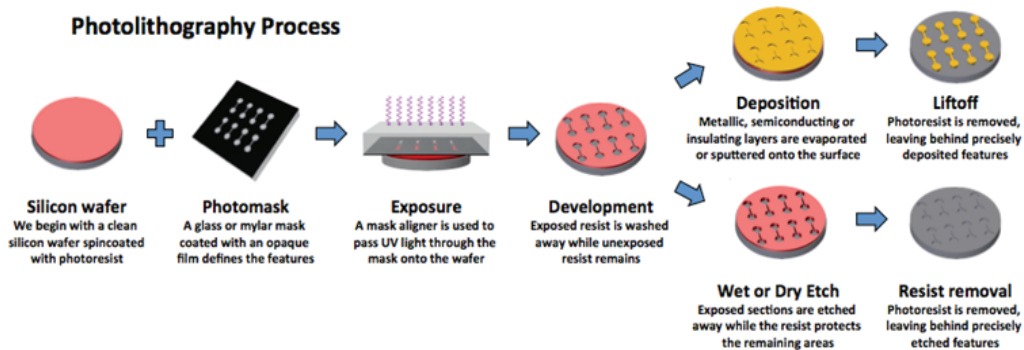 Photolithography Process
Silicon wafer
We begin with a clean
silicon wafer spincoated
with photoresist
Photomask
A glass or mylar mask
coated with an opaque
film defines the features
Exposure
A mask aligner is used to
pass UV light through the
mask onto the wafer
Development
Exposed resist is washed
away while unexposed
resist remains
Deposition
Metallic, semiconducting or
insulating layers are evaporated
or sputtered onto the surface
Liftoff
Photoresist is removed,
leaving behind precisely
deposited features
Wet or Dry Etch
Exposed sections are etched
away while the resist protects
the remaining areas
Resist removal
Photoresist is removed,
leaving behind precisely
etched features